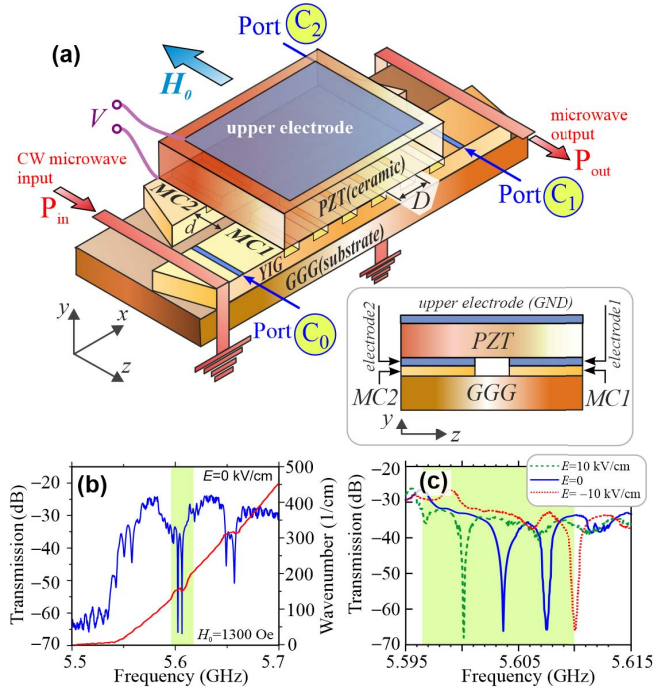 (a)
Port C2
H0
V
upper electrode
CW microwave
input
Pin
microwave
output
Pout
PZT(ceramic)
D
Port C1
MC2
d
MC1
YIG
GGG(substrate)
Port C0
y
x
z
upper electrode (GND)
electrode2
PZT
electrode1
MC2
GGG
MC1
y
z
(b)
E=0 kV/cm
Transmission (dB)
-20
-30
-40
-50
-60
-70
500
450
400
300
200
150
100
50
0
Wavenumber (1/cm)
H0=1300 Oe
5.5
5.6
5.7
GHz
Frequency (GHz)
(c)
E=10 kV/cm
E=0
E= −10 kV/cm
Transmission (dB)
-20
-30
-40
-50
-60
-70
5.595
5.605
5.615
Frequency (GHz)